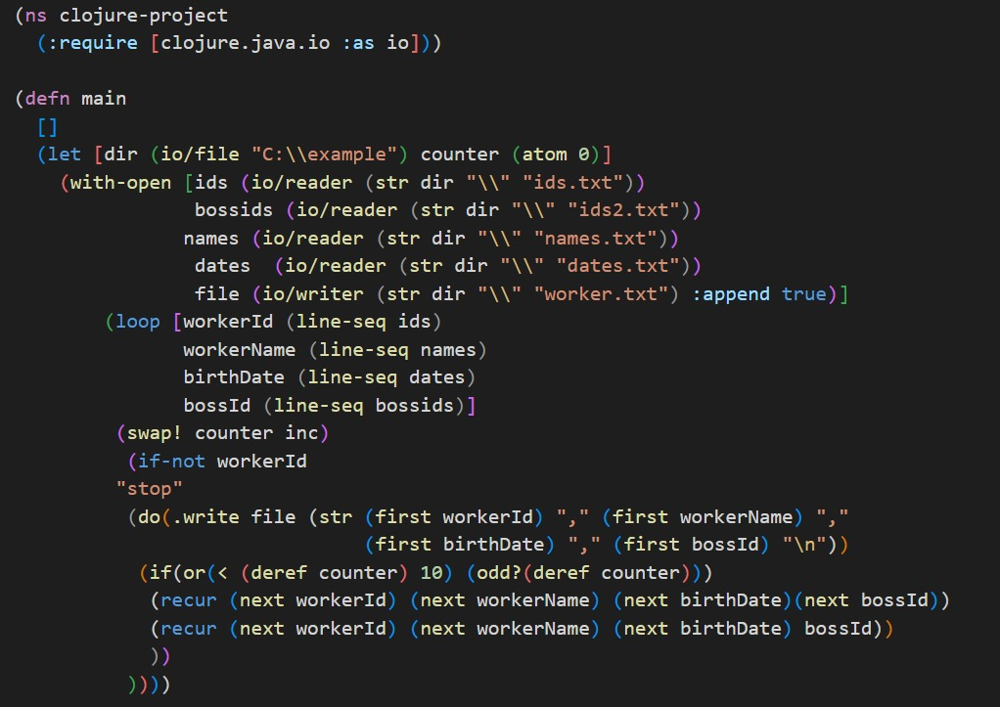 (ns clojure-project
  (:require [clojure.java.io :as io]))

(defn main
  []
  (let [dir (io/file "C:\\example") counter (atom 0)]
    (with-open [ids (io/reader (str dir "\\" "ids.txt"))
                bossids (io/reader (str dir "\\" "ids2.txt"))
               names (io/reader (str dir "\\" "names.txt"))
                dates  (io/reader (str dir "\\" "dates.txt"))
                file (io/writer (str dir "\\" "worker.txt") :append true)]
        (loop [workerId (line-seq ids)
               workerName (line-seq names)
               birthDate (line-seq dates)
               bossId (line-seq bossids)]
         (swap! counter inc)
          (if-not workerId
         "stop"
          (do(.write file (str (first workerId) "," (first workerName) ","
                               (first birthDate) "," (first bossId) "\n"))
           (if(or(< (deref counter) 10) (odd?(deref counter)))
            (recur (next workerId) (next workerName) (next birthDate)(next bossId))
            (recur (next workerId) (next workerName) (next birthDate) bossId))
            ))
          ))))